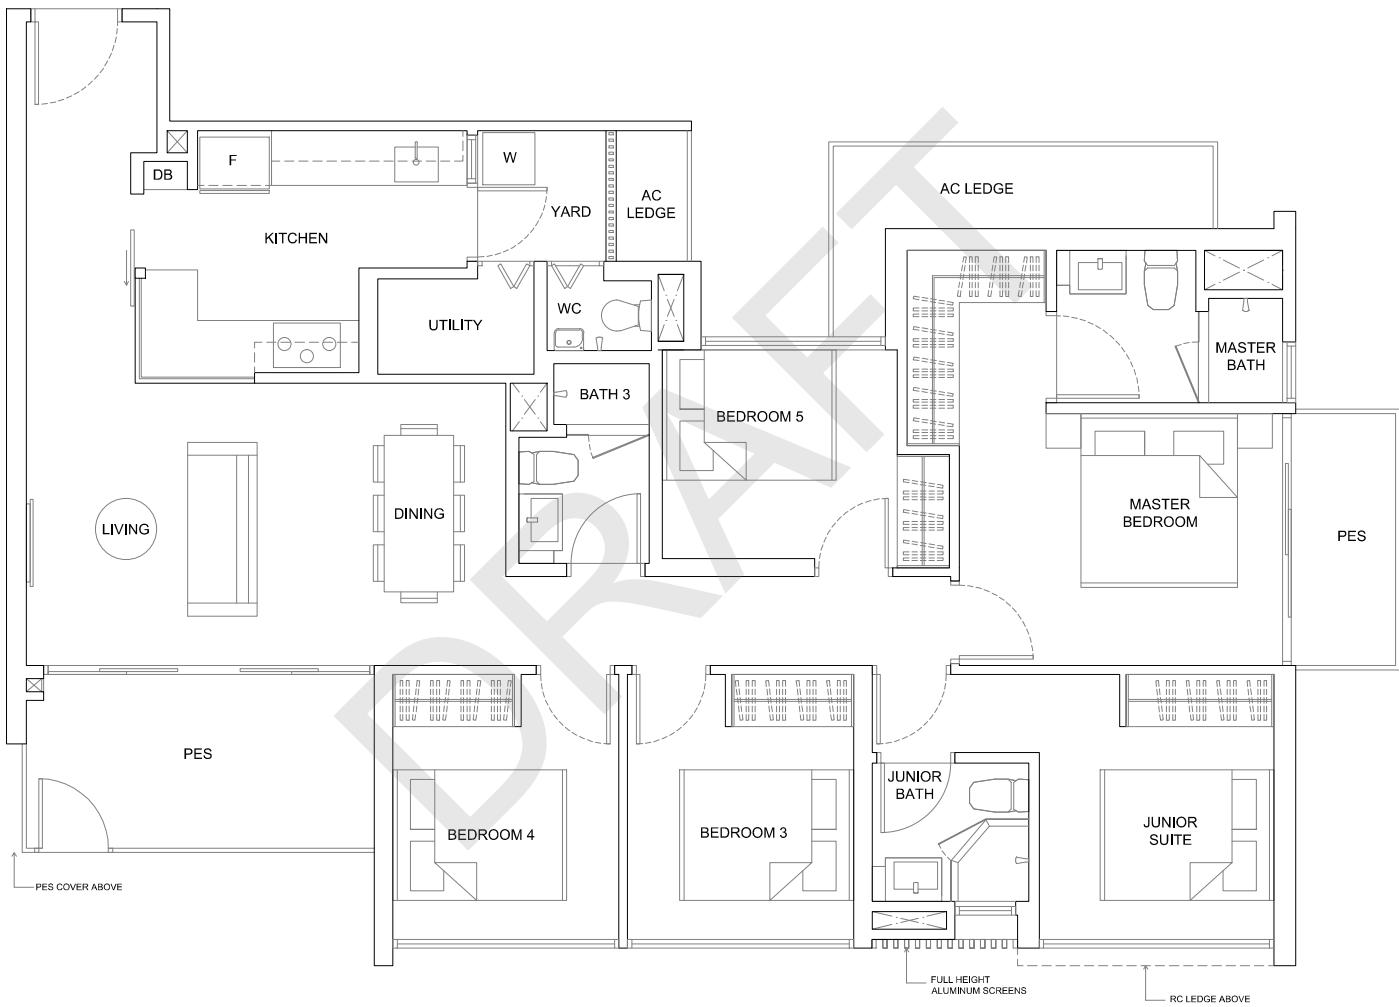 DB
F
W
YARD
AC
LEDGE
AC LEDGE
KITCHEN
UTILITY
WC
MASTER
BATH
BATH 3
BEDROOM 5
LIVING
DINING
MASTER
BEDROOM
PES
PES
BEDROOM 4
BEDROOM 3
JUNIOR
BATH
JUNIOR
SUITE
PES COVER ABOVE
FULL HEIGHT
ALUMINUM SCREENS
RC LEDGE ABOVE
DRAFT